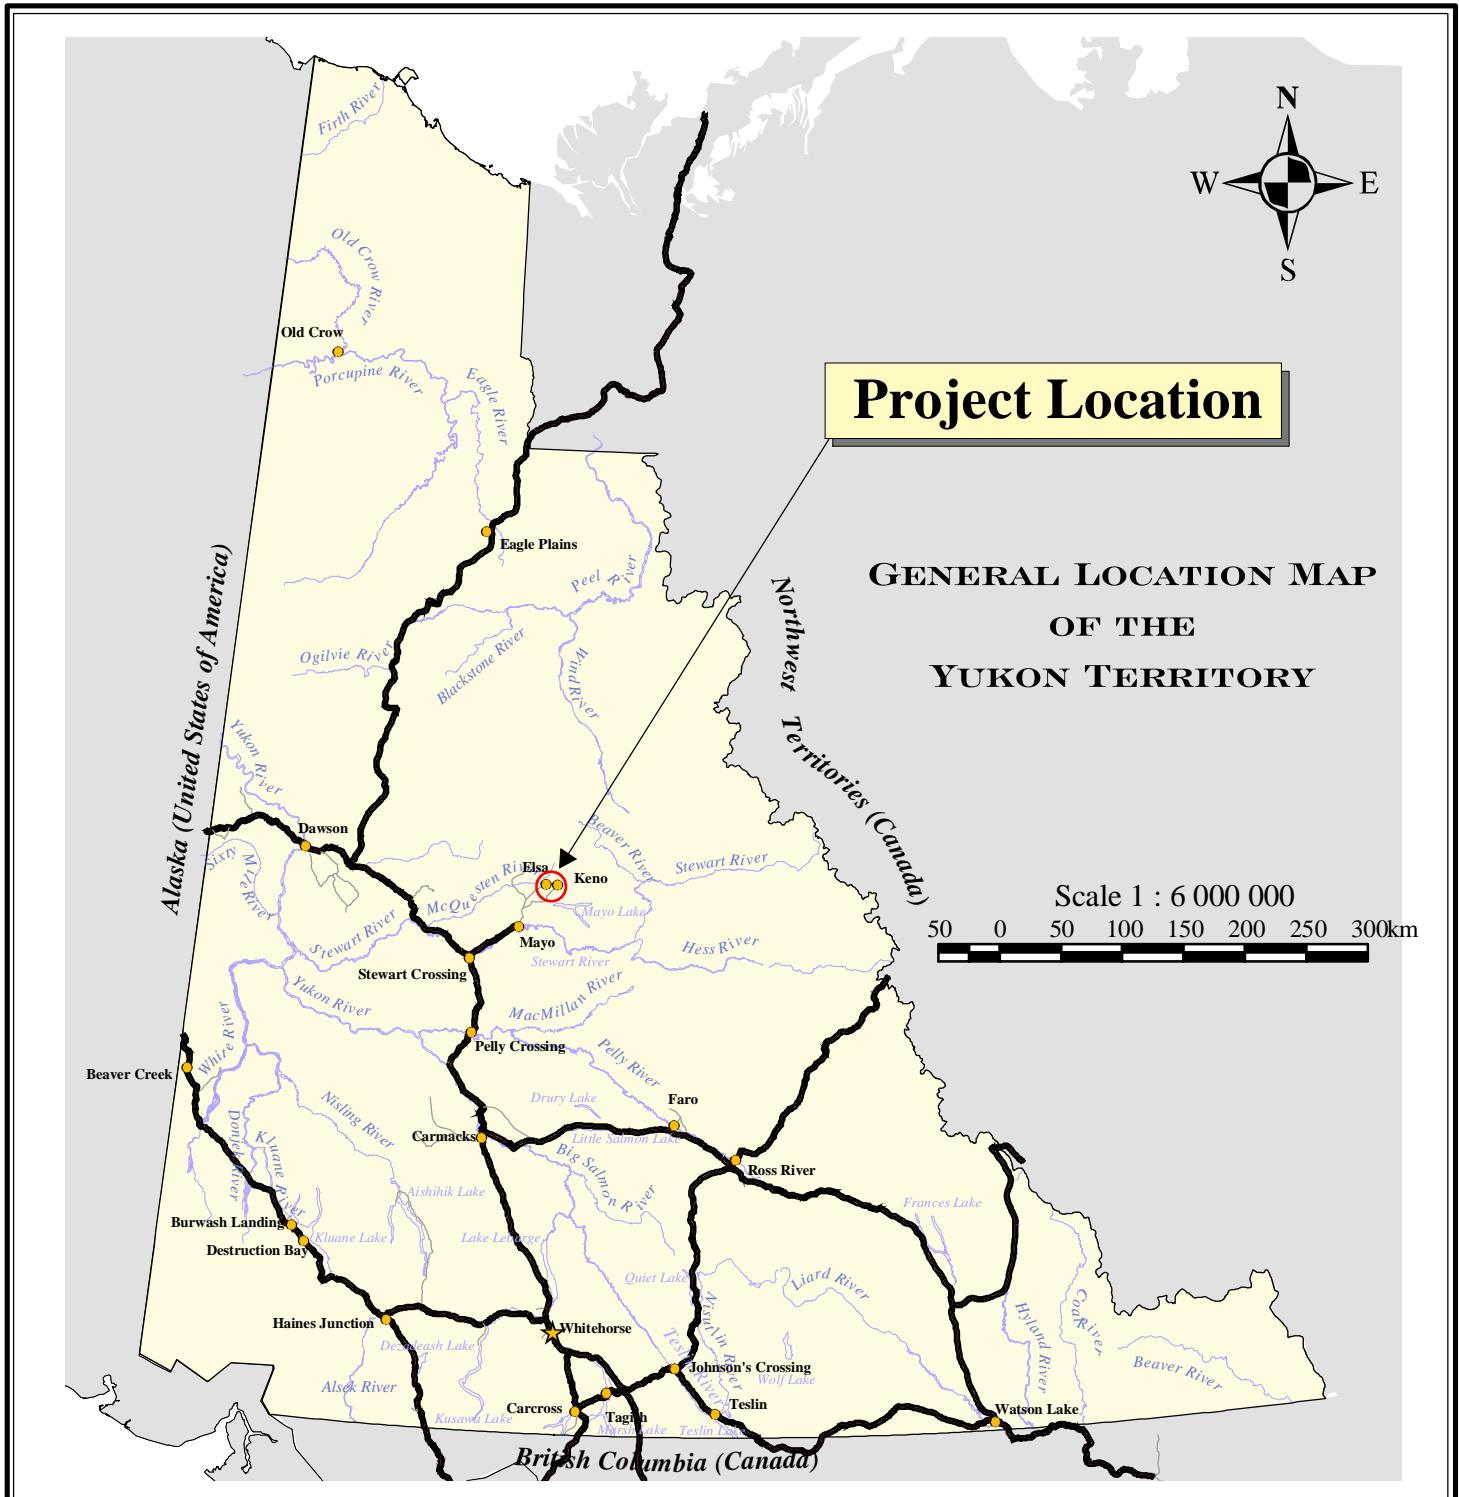 N
W
E
S
Firth River
Old Crow River
Old Crow
Porcupine River
Eagle River
Project Location
Eagle Plains
Peel River
GENERAL LOCATION MAP
OF THE
YUKON TERRITORY
Northwest Territories (Canada)
Alaska (United States of America)
Ogilvie River
Blackstone River
Wind River
Yukon River
Dawson
Sixty Mile River
Beaver River
Stewart River
Elsa
Keno
McQuesten River
Mayo Lake
Scale 1 : 6 000 000
50 0 50 100 150 200 250 300km
Stewart River
Mayo
Stewart River
Hess River
Stewart Crossing
Yukon River
MacMillan River
White River
Pelly Crossing
Pelly River
Beaver Creek
Nisling River
Drury Lake
Faro
Donjek River
Kluane River
Carmacks
Little Salmon Lake
Big Salmon River
Ross River
Aishihik Lake
Frances Lake
Burwash Landing
Destruction Bay
Kluane Lake
Lake Leberge
Quiet Lake
Liard River
Nisutlin River
Hyland River
Coal River
Haines Junction
Whitehorse
Dezadeash Lake
Teslin River
Johnson's Crossing
Wolf Lake
Beaver River
Alsek River
Kusawa Lake
Carcross
Tagish
Marsh Lake
Teslin Lake
Teslin
Watson Lake
British Columbia (Canada)